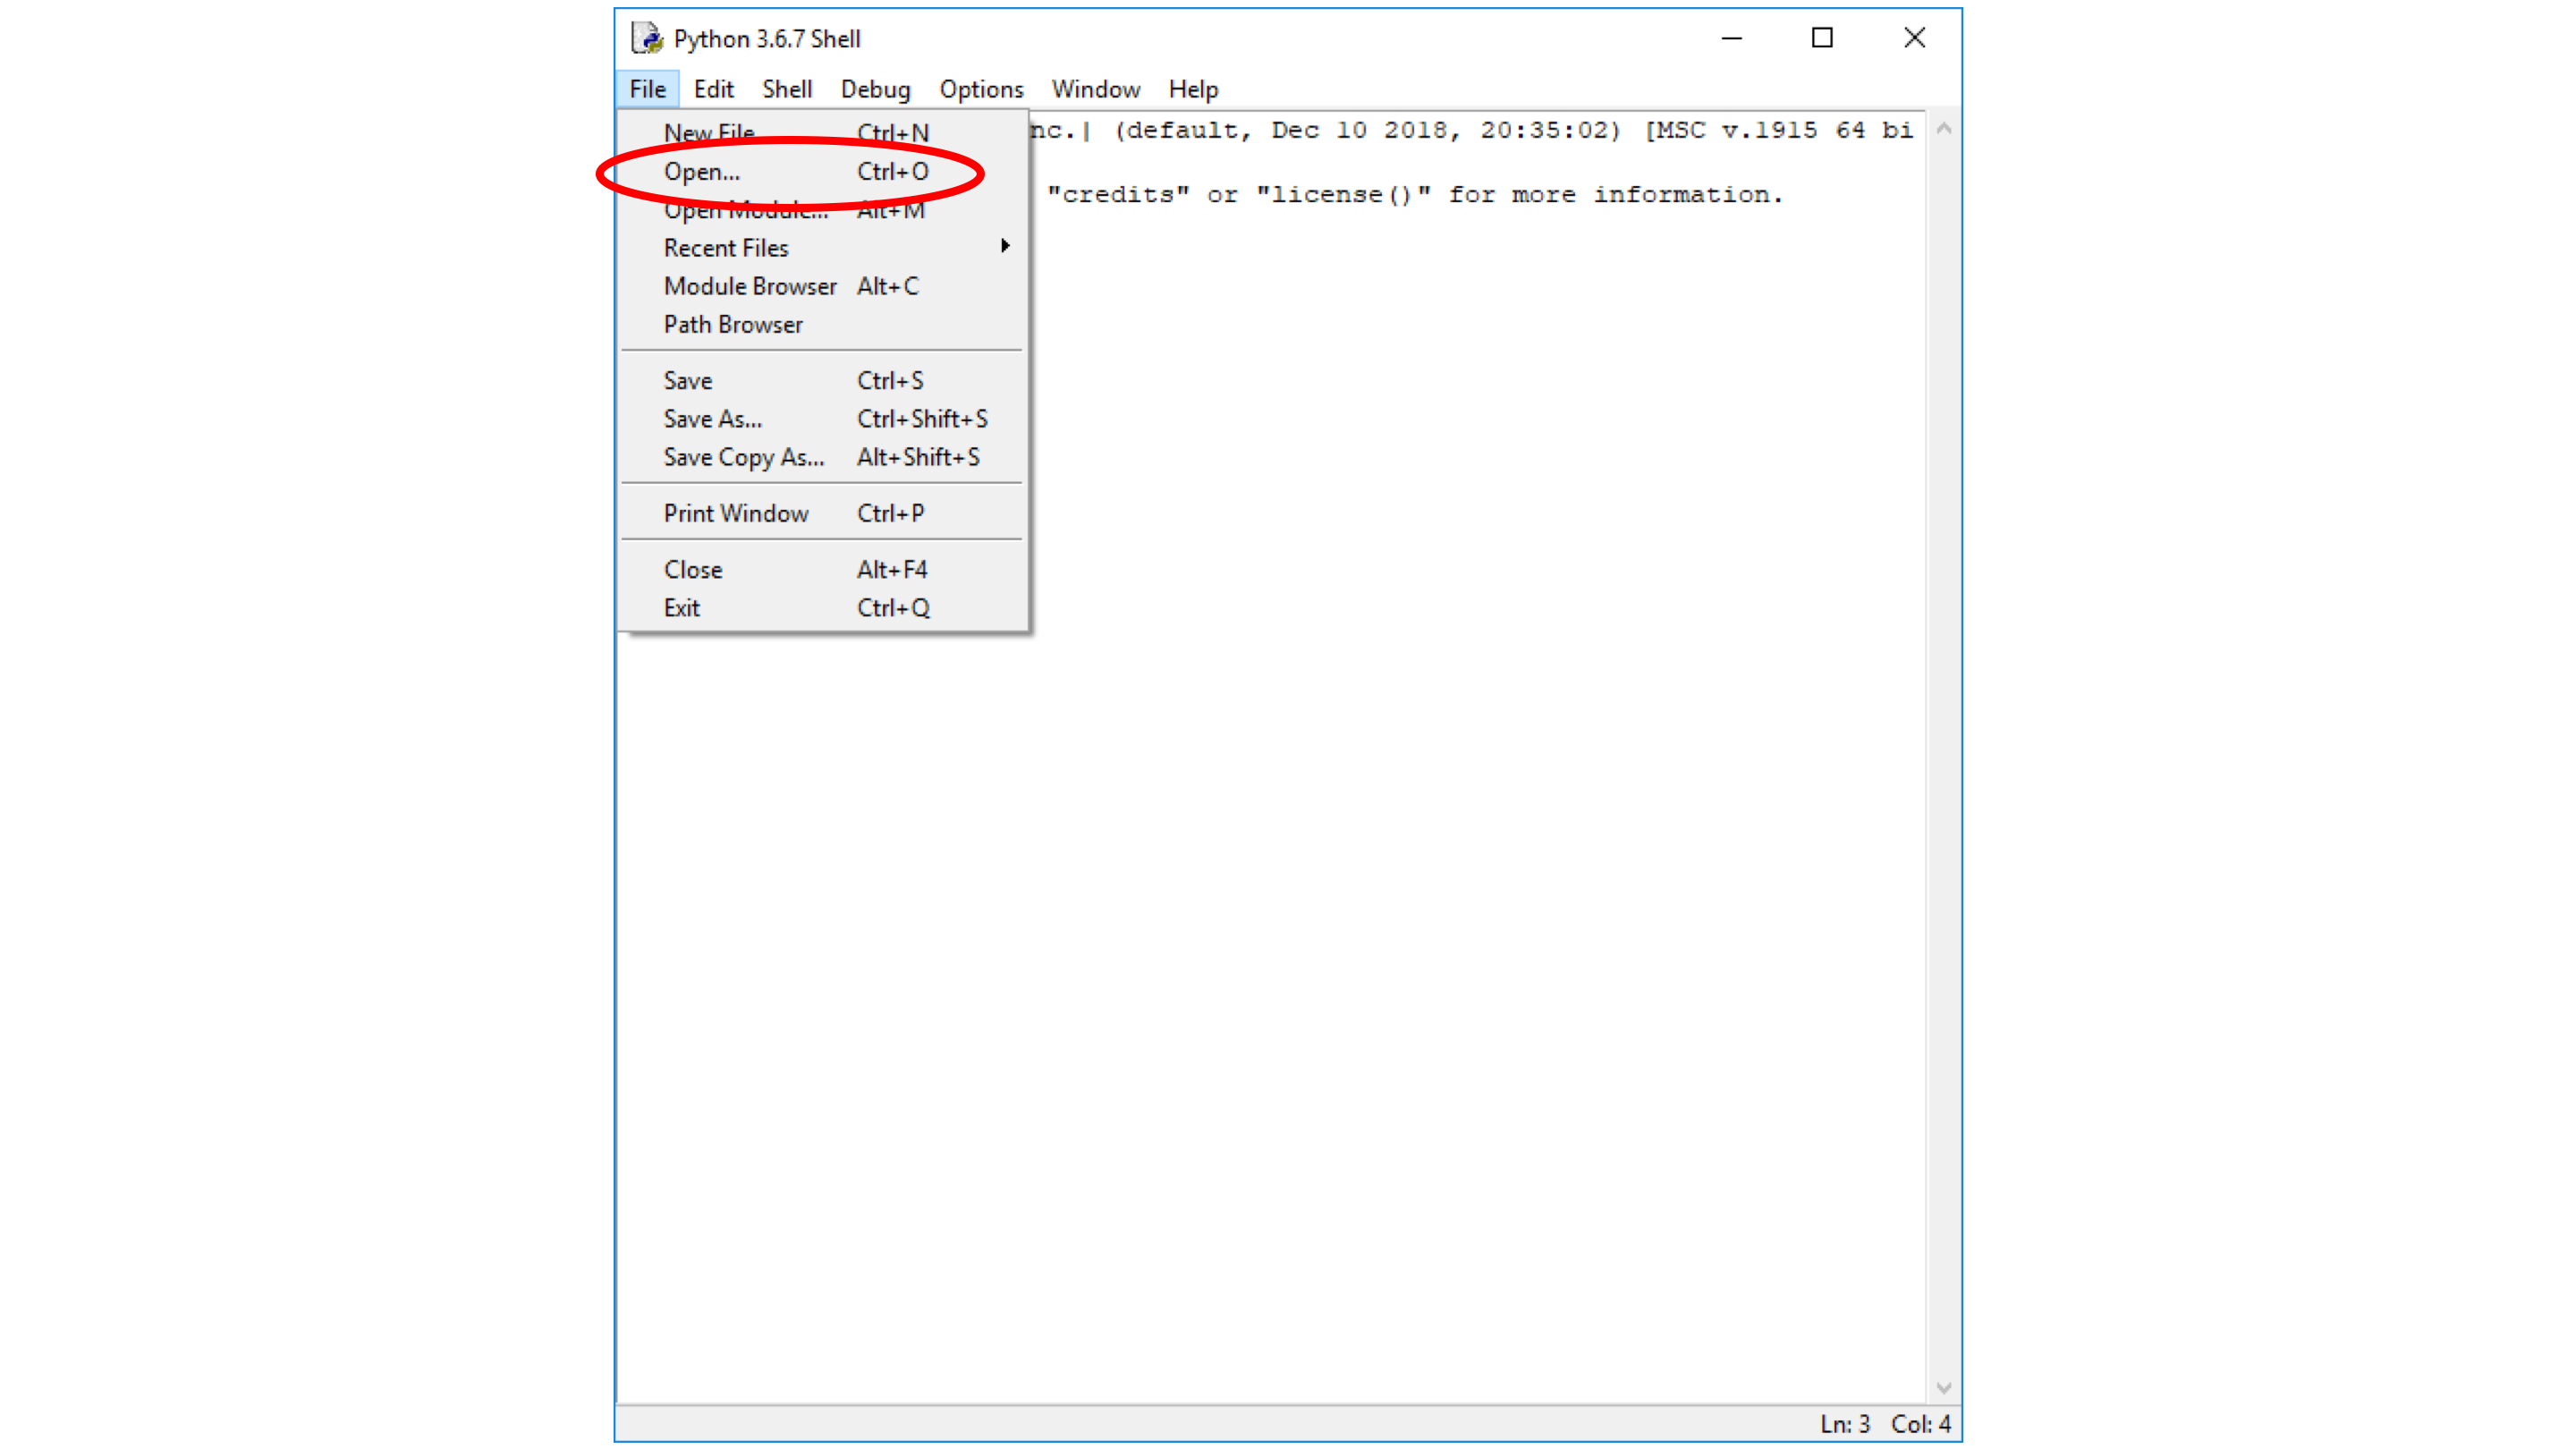 Python 3.6.7 Shell
File Edit Shell Debug Options Window Help
nc.| (default, Dec 10 2018, 20:35:02) [MSC v.1915 64 bi
"credits" or "license()" for more information.
New File Ctrl+N
Open... Ctrl+O
Open Module... Alt+M
Recent Files
Module Browser Alt+C
Path Browser
Save Ctrl+S
Save As... Ctrl+Shift+S
Save Copy As... Alt+Shift+S
Print Window Ctrl+P
Close Alt+F4
Exit Ctrl+Q
Ln: 3 Col: 4